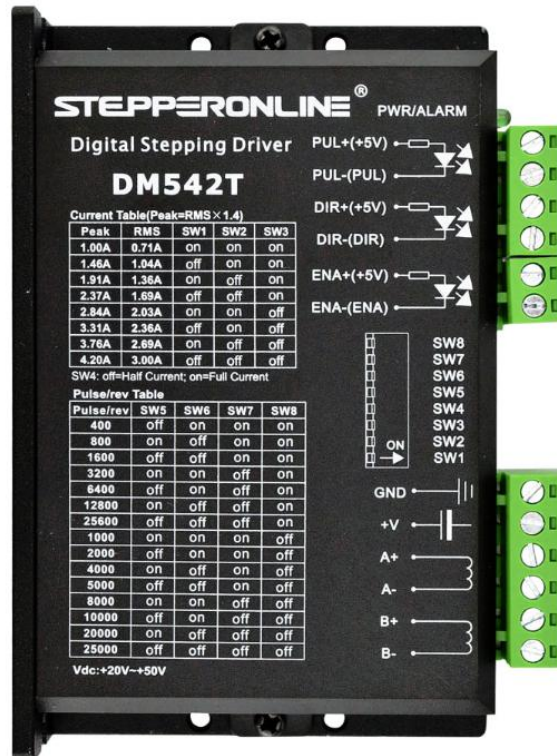 STEPPERONLINE®
PWR/ALARM
Digital Stepping Driver
DM542T
Current Table(Peak=RMS×1.4)
Peak RMS SW1 SW2 SW3
1.00A 0.71A on on on
1.46A 1.04A off on on
1.91A 1.36A on off on
2.37A 1.69A off off on
2.84A 2.03A on on off
3.31A 2.36A off on off
3.76A 2.69A on off off
4.20A 3.00A off off off
SW4: off=Half Current; on=Full Current
Pulse/rev Table
Pulse/rev SW5 SW6 SW7 SW8
400 off on on on
800 on off on on
1600 off off on on
3200 on on off on
6400 off on off on
12800 on off off on
25600 off off off on
1000 on on on off
2000 off on on off
4000 on off on off
5000 off off on off
8000 on on off off
10000 off on off off
20000 on off off off
25000 off off off off
Vdc:+20V~+50V
PUL+(+5V)
PUL-(PUL)
DIR+(+5V)
DIR-(DIR)
ENA+(+5V)
ENA-(ENA)
SW8
SW7
SW6
SW5
SW4
SW3
SW2
SW1
ON
GND
+V
A+
A-
B+
B-